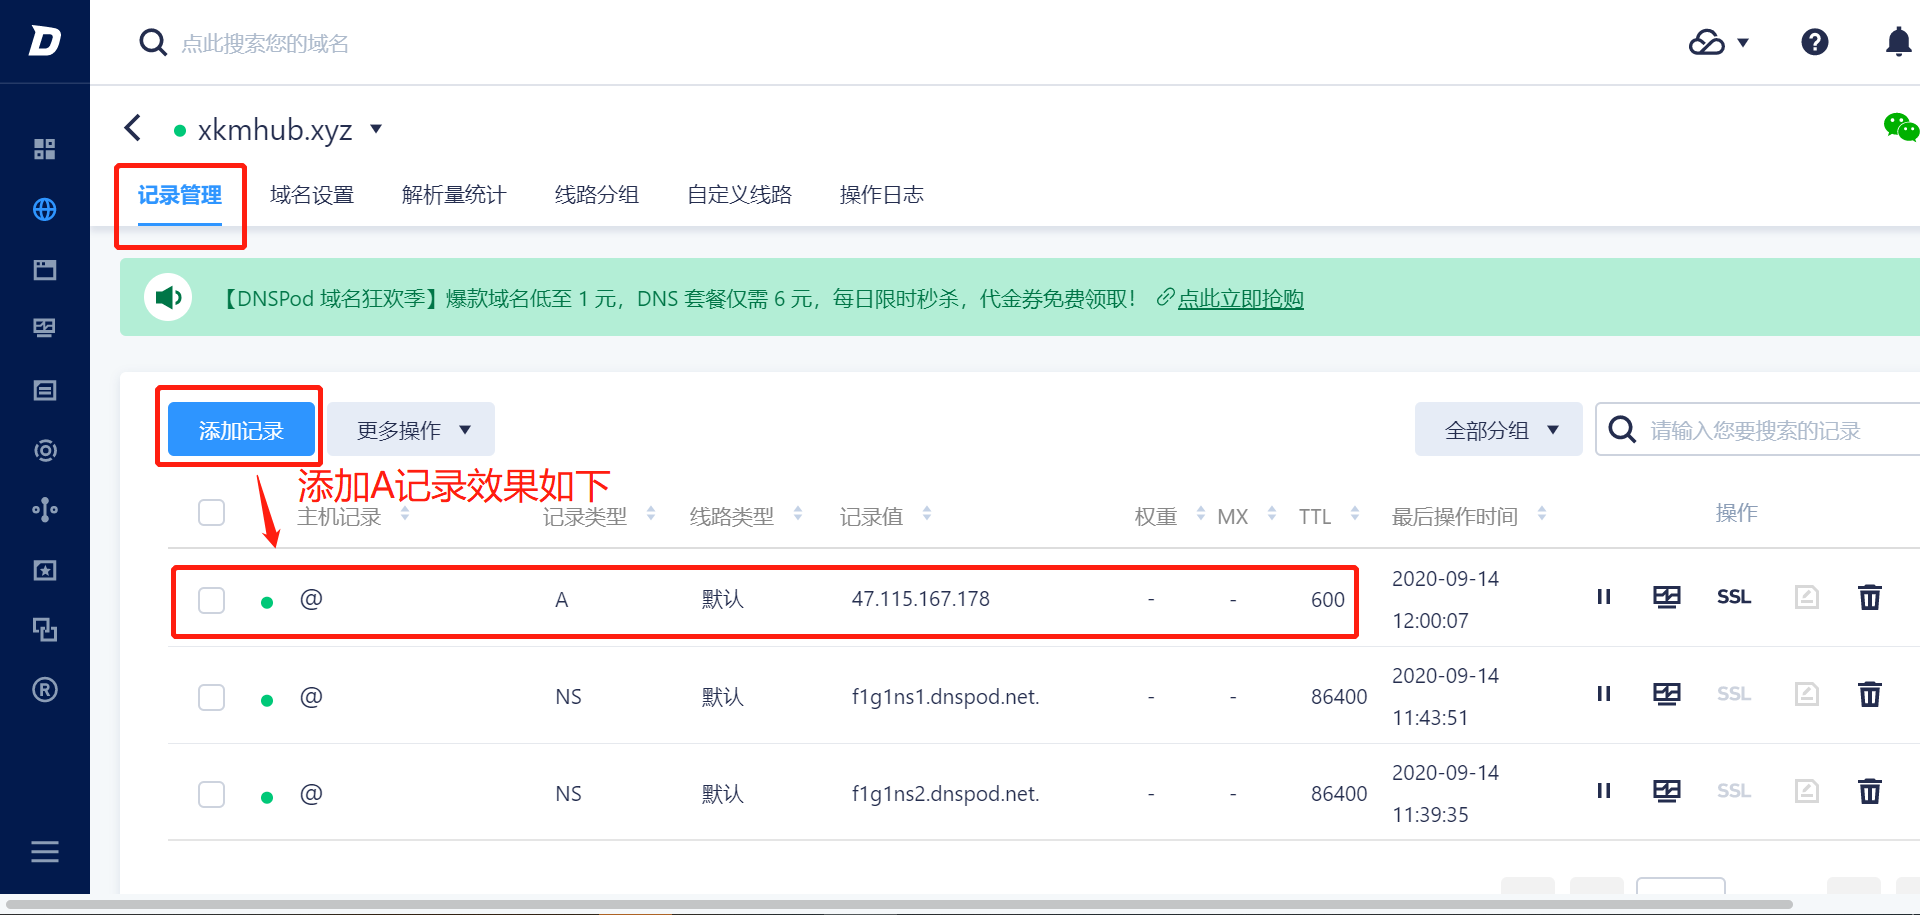 点此搜索您的域名
xkmhub.xyz
记录管理 域名设置 解析量统计 线路分组 自定义线路 操作日志
【DNSPod 域名狂欢季】爆款域名低至 1 元，DNS 套餐仅需 6 元，每日限时秒杀，代金券免费领取！ 点此立即抢购
添加记录 更多操作 全部分组 请输入您要搜索的记录
添加A记录效果如下
主机记录 记录类型 线路类型 记录值 权重 MX TTL 最后操作时间 操作
@ A 默认 47.115.167.178 - - 600 2020-09-14 12:00:07 SSL
@ NS 默认 f1g1ns1.dnspod.net. - - 86400 2020-09-14 11:43:51 SSL
@ NS 默认 f1g1ns2.dnspod.net. - - 86400 2020-09-14 11:39:35 SSL